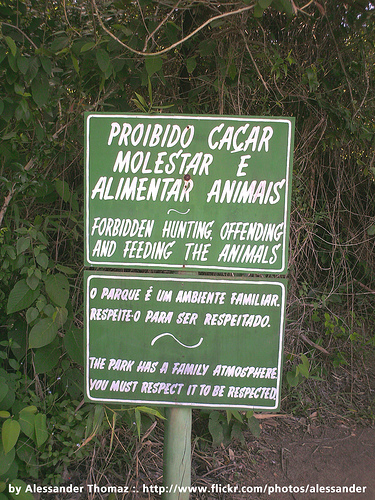 PROIBIDO CAÇAR
MOLESTAR E
ALIMENTAR ANIMAIS
~
FORBIDDEN HUNTING, OFFENDING
AND FEEDING THE ANIMALS
O PARQUE É UM AMBIENTE FAMILIAR.
RESPEITE-O PARA SER RESPEITADO.
~
THE PARK HAS A FAMILY ATMOSPHERE.
YOU MUST RESPECT IT TO BE RESPECTED.
by Alessander Thomaz :. http://www.flickr.com/photos/alessander